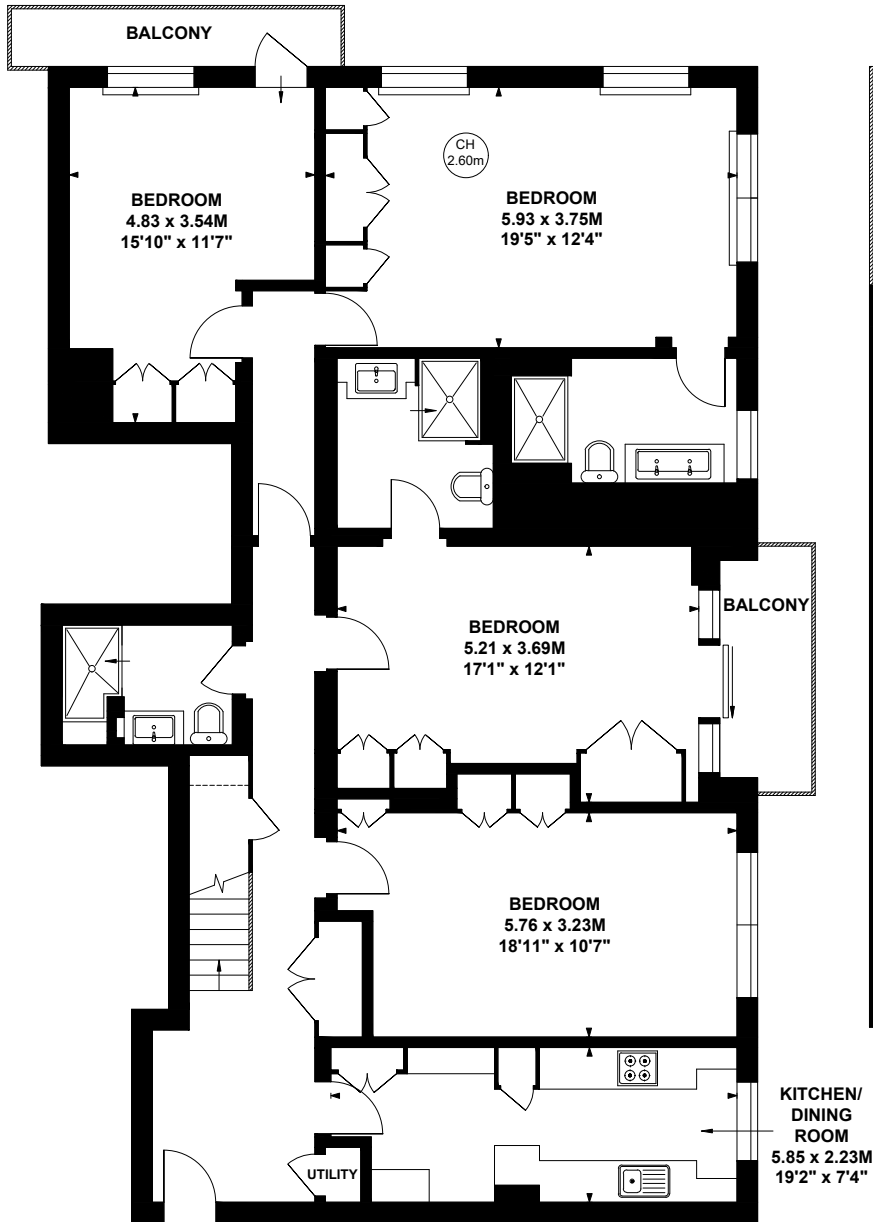 BALCONY
CH
2.60m
BEDROOM
4.83 x 3.54M
15'10" x 11'7"
BEDROOM
5.93 x 3.75M
19'5" x 12'4"
BEDROOM
5.21 x 3.69M
17'1" x 12'1"
BALCONY
BEDROOM
5.76 x 3.23M
18'11" x 10'7"
KITCHEN/
DINING
ROOM
5.85 x 2.23M
19'2" x 7'4"
UTILITY